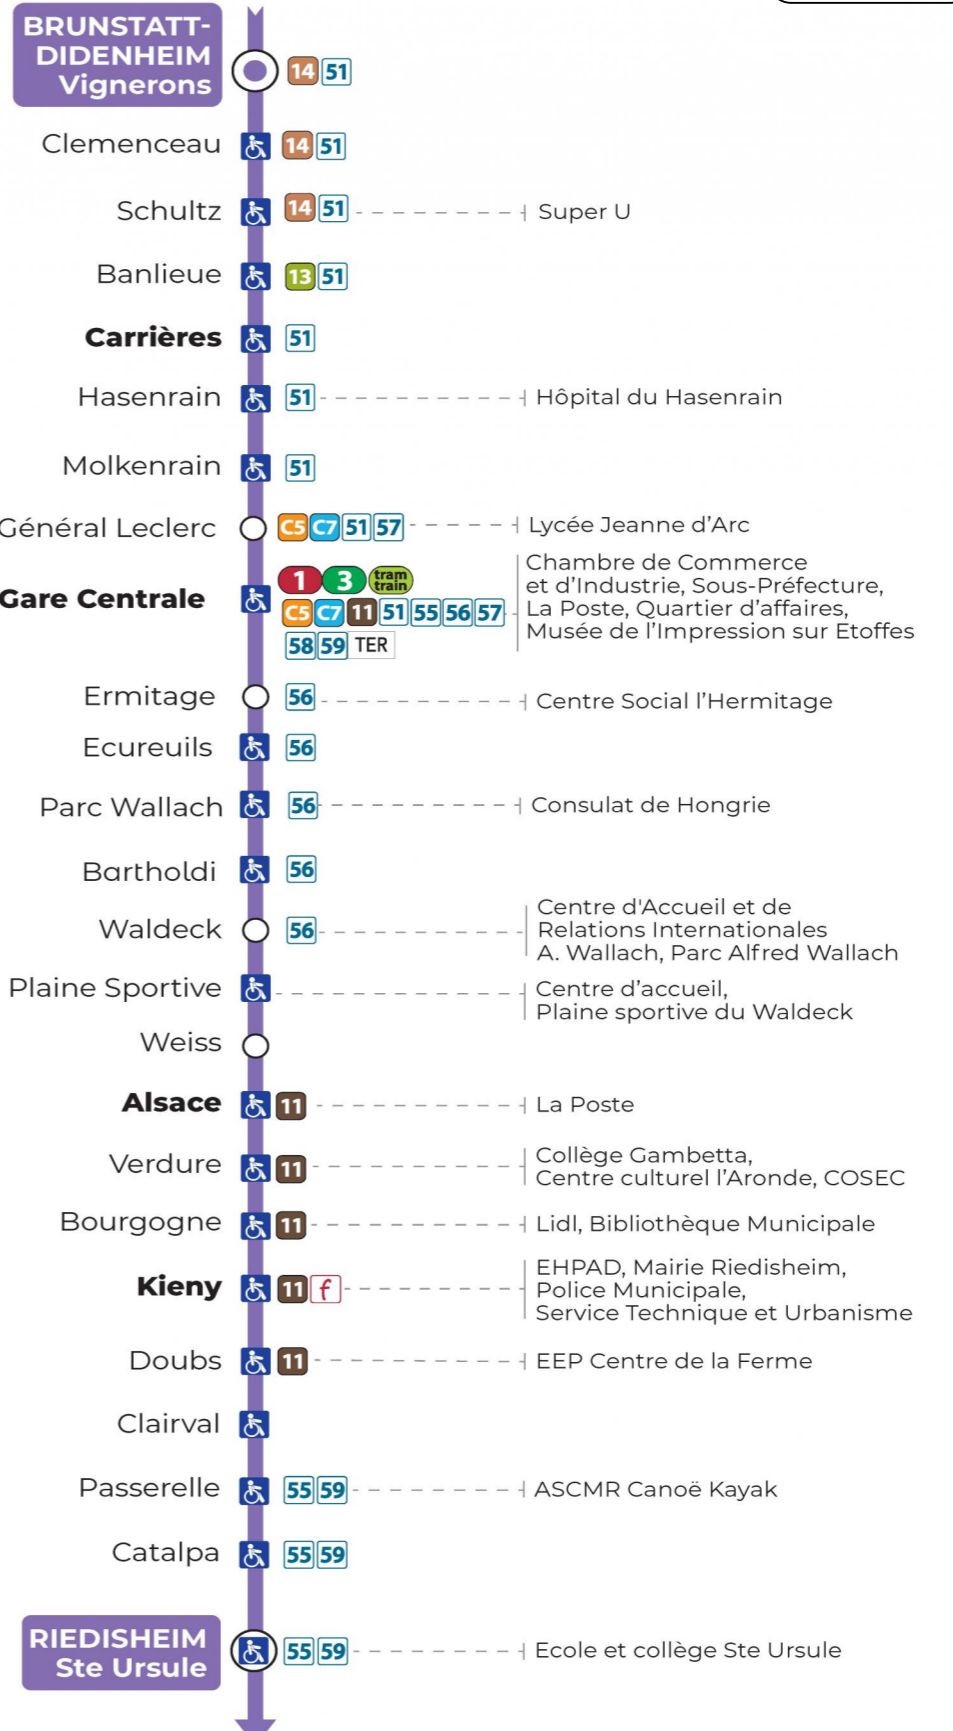 BRUNSTATT-
DIDENHEIM
Vignerons
14 51
Clemenceau 14 51
Schultz 14 51 Super U
Banlieue 13 51
Carrières 51
Hasenrain 51 Hôpital du Hasenrain
Molkenrain 51
Général Leclerc C5 C7 51 57 Lycée Jeanne d’Arc
Gare Centrale
1 3 tram train
C5 C7 11 51 55 56 57
58 59 TER
Chambre de Commerce
et d’Industrie, Sous-Préfecture,
La Poste, Quartier d’affaires,
Musée de l’Impression sur Etoffes
Ermitage 56 Centre Social l’Hermitage
Ecureuils 56
Parc Wallach 56 Consulat de Hongrie
Bartholdi 56
Waldeck 56
Centre d'Accueil et de
Relations Internationales
A. Wallach, Parc Alfred Wallach
Plaine Sportive
Centre d’accueil,
Plaine sportive du Waldeck
Weiss
Alsace 11 La Poste
Verdure 11
Collège Gambetta,
Centre culturel l’Aronde, COSEC
Bourgogne 11 Lidl, Bibliothèque Municipale
Kieny 11 f
EHPAD, Mairie Riedisheim,
Police Municipale,
Service Technique et Urbanisme
Doubs 11 EEP Centre de la Ferme
Clairval
Passerelle 55 59 ASCMR Canoë Kayak
Catalpa 55 59
RIEDISHEIM
Ste Ursule
55 59 Ecole et collège Ste Ursule